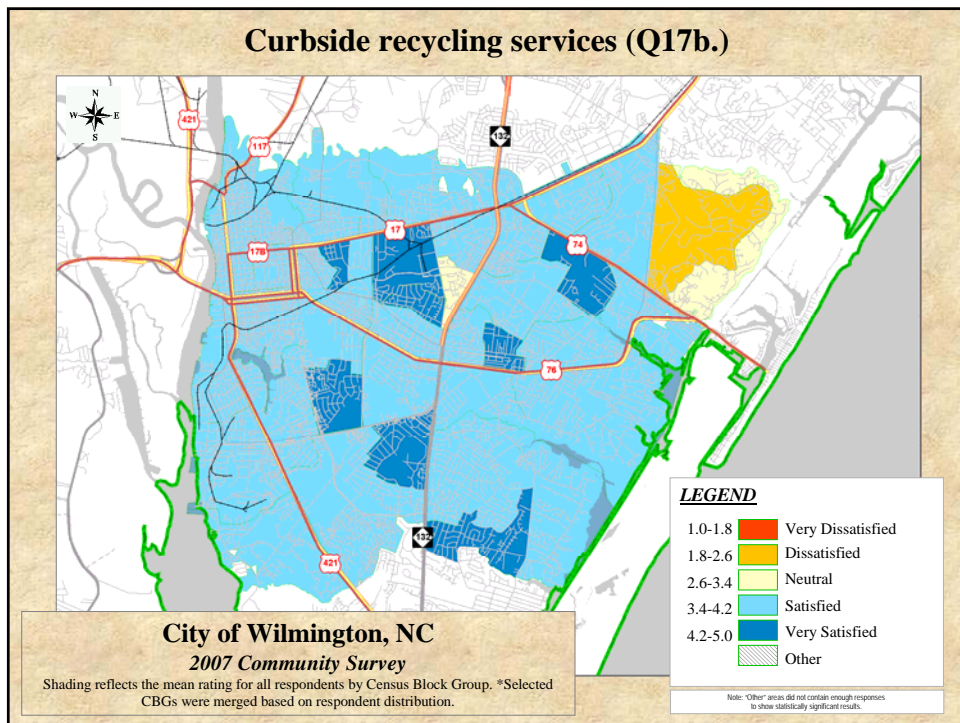 Curbside recycling services (Q17b.)
N
W E
S
421
117
132
17
17B
74
76
132
421
LEGEND
1.0-1.8 Very Dissatisfied
1.8-2.6 Dissatisfied
2.6-3.4 Neutral
3.4-4.2 Satisfied
4.2-5.0 Very Satisfied
Other
City of Wilmington, NC
2007 Community Survey
Shading reflects the mean rating for all respondents by Census Block Group. *Selected
CBGs were merged based on respondent distribution.
Note: "Other" areas did not contain enough responses
to show statistically significant results.